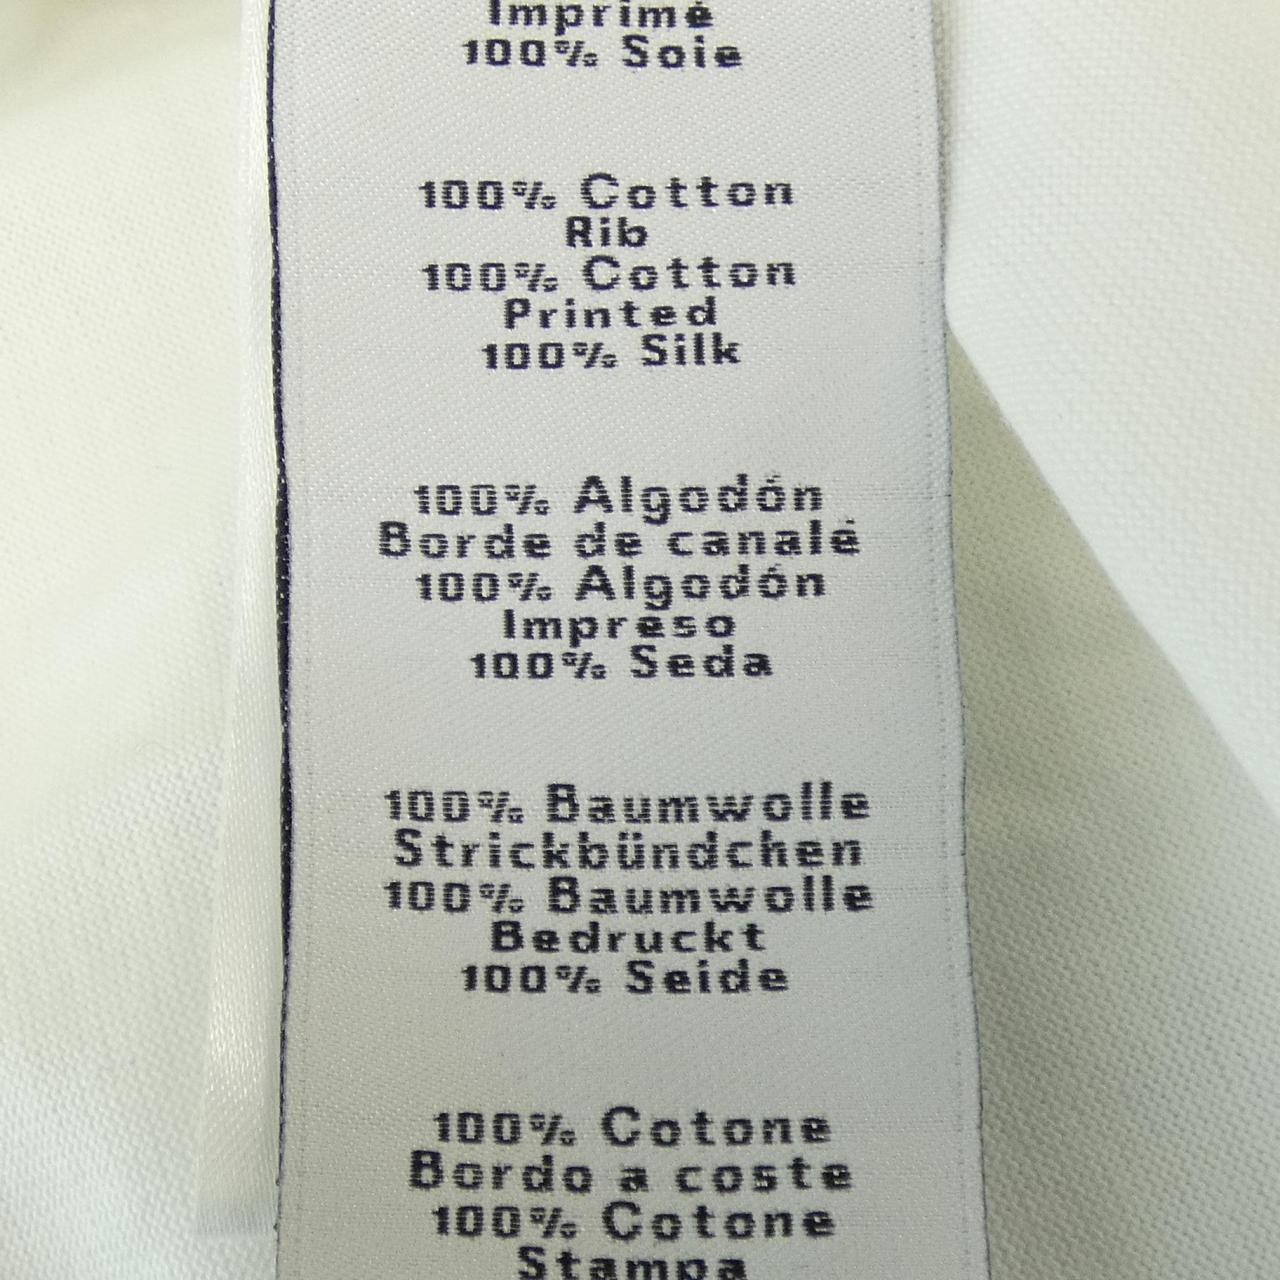 Imprimé
100% Soie
100% Cotton
Rib
100% Cotton
Printed
100% Silk
100% Algodón
Borde de canalé
100% Algodón
Impreso
100% Seda
100% Baumwolle
Strickbündchen
100% Baumwolle
Bedruckt
100% Seide
100% Cotone
Bordo a coste
100% Cotone
Stampa